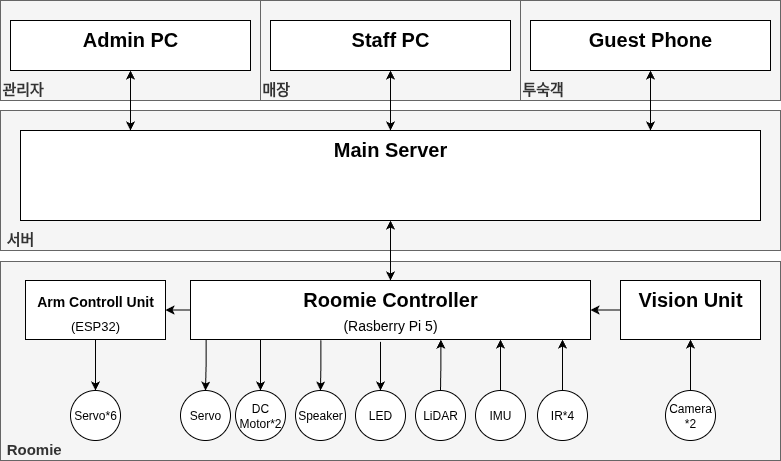 Admin PC
Staff PC
Guest Phone
관리자
매장
투숙객
Main Server
서버
Arm Controll Unit
(ESP32)
Roomie Controller
(Rasberry Pi 5)
Vision Unit
Servo*6
Servo
DC
Motor*2
Speaker
LED
LiDAR
IMU
IR*4
Camera
*2
Roomie